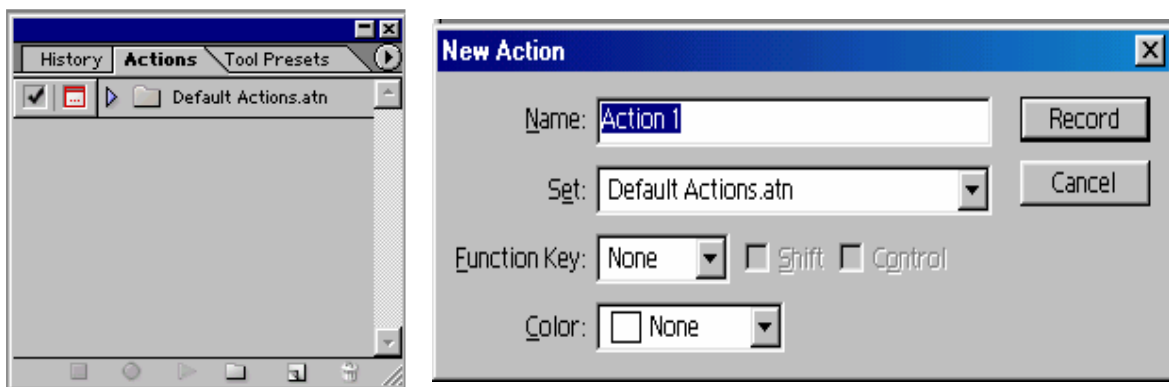 History Actions Tool Presets
Default Actions.atn
New Action
Name: Action 1
Record
Set: Default Actions.atn
Cancel
Function Key: None Shift Control
Color: None